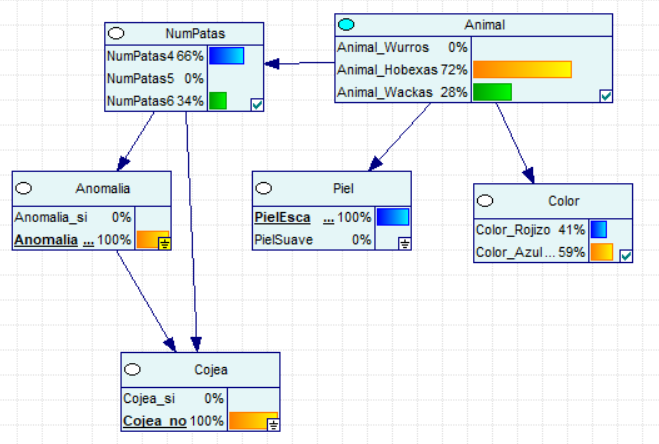 NumPatas
NumPatas4 66%
NumPatas5 0%
NumPatas6 34%
Animal
Animal_Wurros 0%
Animal_Hobexas 72%
Animal_Wackas 28%
Anomalia
Anomalia_si 0%
Anomalia ... 100%
Piel
PielEsca ... 100%
PielSuave 0%
Color
Color_Rojizo 41%
Color_Azul... 59%
Cojea
Cojea_si 0%
Cojea_no 100%